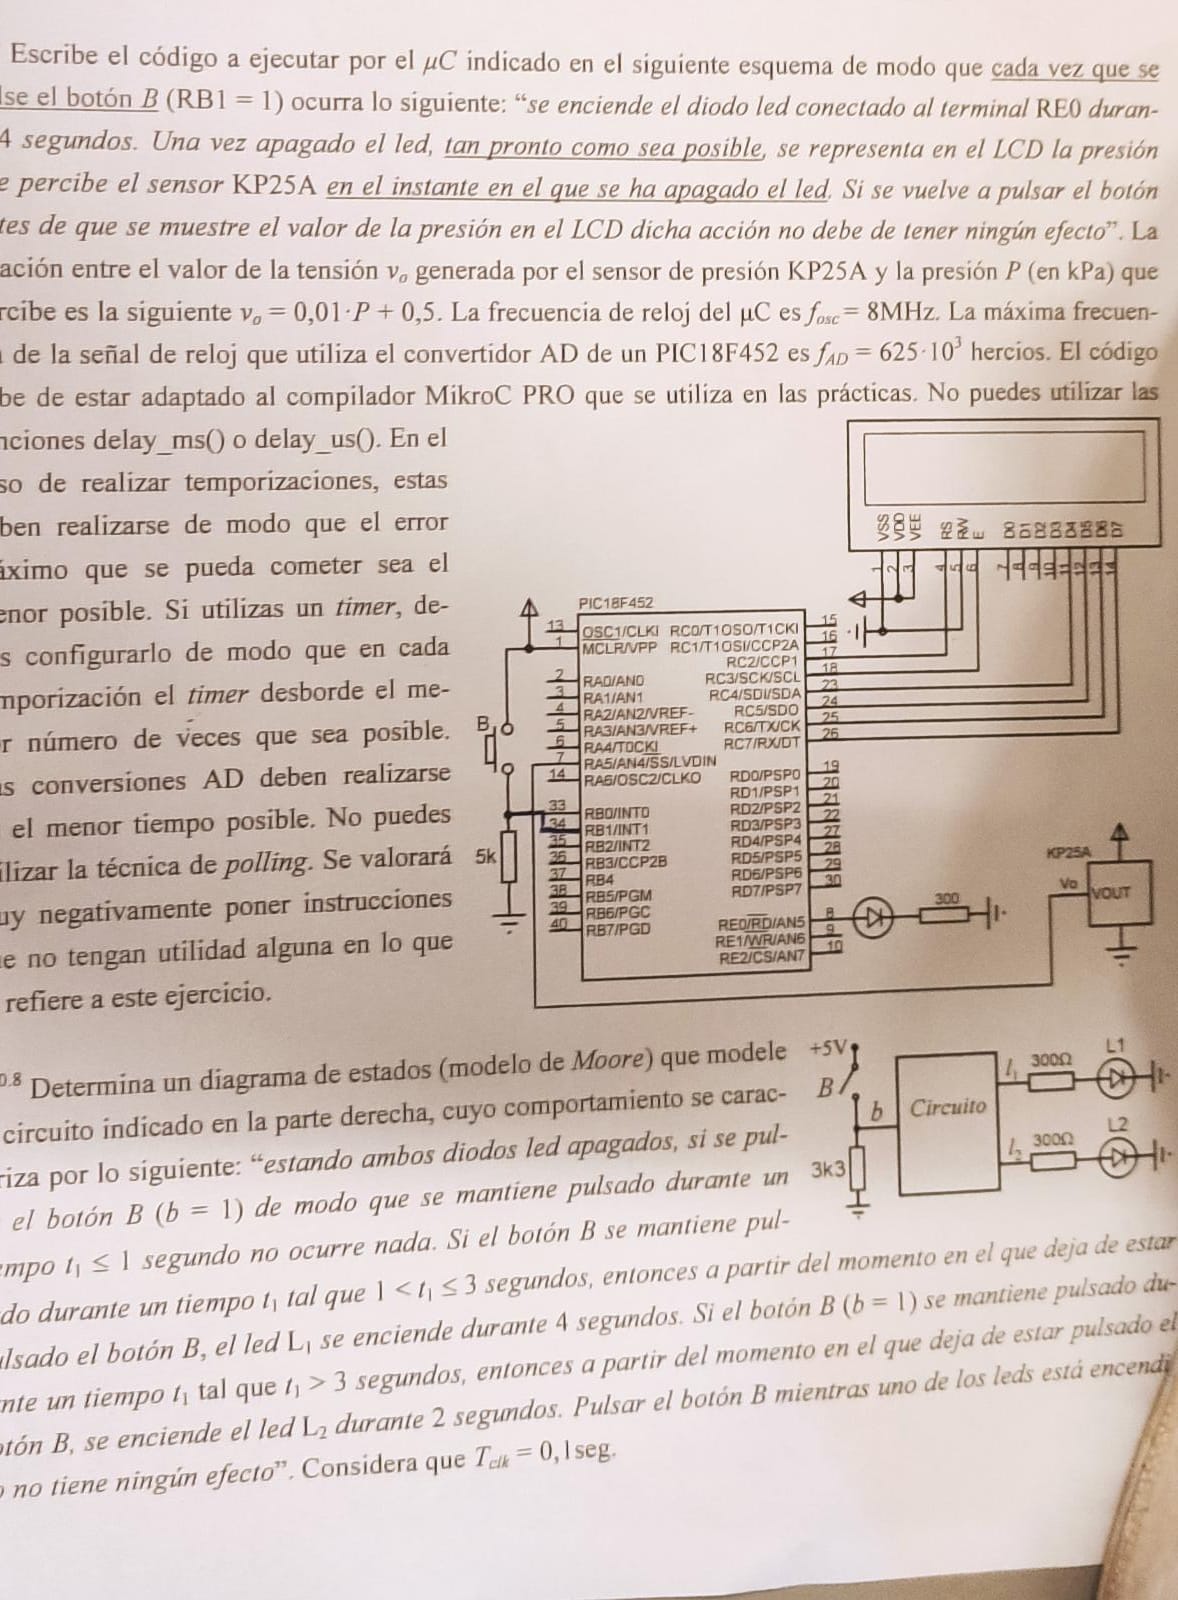 Escribe el código a ejecutar por el μC indicado en el siguiente esquema de modo que cada vez que se
lse el botón B (RB1 = 1) ocurra lo siguiente: “se enciende el diodo led conectado al terminal RE0 duran-
4 segundos. Una vez apagado el led, tan pronto como sea posible, se representa en el LCD la presión
e percibe el sensor KP25A en el instante en el que se ha apagado el led. Si se vuelve a pulsar el botón
tes de que se muestre el valor de la presión en el LCD dicha acción no debe de tener ningún efecto”. La
ación entre el valor de la tensión vo generada por el sensor de presión KP25A y la presión P (en kPa) que
rcibe es la siguiente vo = 0,01·P + 0,5. La frecuencia de reloj del μC es fosc = 8MHz. La máxima frecuen-
de la señal de reloj que utiliza el convertidor AD de un PIC18F452 es fAD = 625·10³ hercios. El código
be de estar adaptado al compilador MikroC PRO que se utiliza en las prácticas. No puedes utilizar las
nciones delay_ms() o delay_us(). En el
so de realizar temporizaciones, estas
ben realizarse de modo que el error
áximo que se pueda cometer sea el
enor posible. Si utilizas un timer, de-
s configurarlo de modo que en cada
mporización el timer desborde el me-
r número de veces que sea posible.
s conversiones AD deben realizarse
el menor tiempo posible. No puedes
ilizar la técnica de polling. Se valorará
uy negativamente poner instrucciones
e no tengan utilidad alguna en lo que
refiere a este ejercicio.
VSS VDD VEE RS RW E D0 D1 D2 D3 D4 D5 D6 D7
1 2 3 4 5 6 7 8 9 10 11 12 13 14
PIC18F452
13 OSC1/CLKI RC0/T1OSO/T1CKI 15
1 MCLR/VPP RC1/T1OSI/CCP2A 16
RC2/CCP1 17
2 RA0/AN0 RC3/SCK/SCL 18
3 RA1/AN1 RC4/SDI/SDA 23
4 RA2/AN2/VREF- RC5/SDO 24
5 RA3/AN3/VREF+ RC6/TX/CK 25
6 RA4/T0CKI RC7/RX/DT 26
7 RA5/AN4/SS/LVDIN
14 RA6/OSC2/CLKO RD0/PSP0 19
RD1/PSP1 20
33 RB0/INT0 RD2/PSP2 21
34 RB1/INT1 RD3/PSP3 22
35 RB2/INT2 RD4/PSP4 27
36 RB3/CCP2B RD5/PSP5 28
37 RB4 RD6/PSP6 29
38 RB5/PGM RD7/PSP7 30
39 RB6/PGC
40 RB7/PGD RE0/RD/AN5 8
RE1/WR/AN6 9
RE2/CS/AN7 10
B
5k
300
KP25A
Vo
VOUT
0.8 Determina un diagrama de estados (modelo de Moore) que modele
circuito indicado en la parte derecha, cuyo comportamiento se carac-
riza por lo siguiente: “estando ambos diodos led apagados, si se pul-
el botón B (b = 1) de modo que se mantiene pulsado durante un
empo t1 ≤ 1 segundo no ocurre nada. Si el botón B se mantiene pul-
do durante un tiempo t1 tal que 1 < t1 ≤ 3 segundos, entonces a partir del momento en el que deja de estar
ulsado el botón B, el led L1 se enciende durante 4 segundos. Si el botón B (b = 1) se mantiene pulsado du-
nte un tiempo t1 tal que t1 > 3 segundos, entonces a partir del momento en el que deja de estar pulsado el
otón B, se enciende el led L2 durante 2 segundos. Pulsar el botón B mientras uno de los leds está encendi
o no tiene ningún efecto”. Considera que Tclk = 0,1seg.
+5V
B
b
3k3
Circuito
l1
300Ω
L1
l2
300Ω
L2